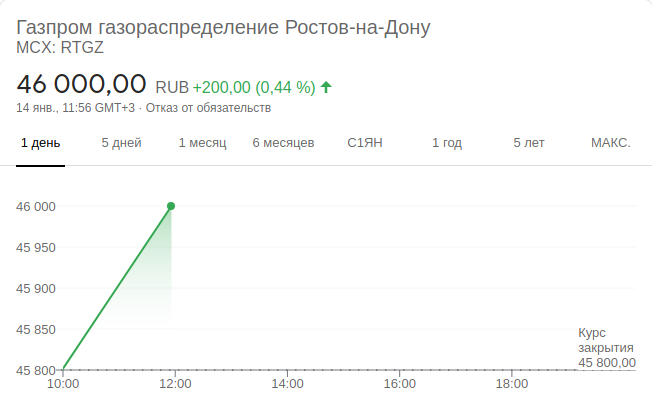 Газпром газораспределение Ростов-на-Дону
MCX: RTGZ
46 000,00 RUB +200,00 (0,44 %)
14 янв., 11:56 GMT+3 · Отказ от обязательств
1 день 5 дней 1 месяц 6 месяцев С1ЯН 1 год 5 лет МАКС.
46 000
45 950
45 900
45 850
45 800
Курс
закрытия
45 800,00
10:00 12:00 14:00 16:00 18:00